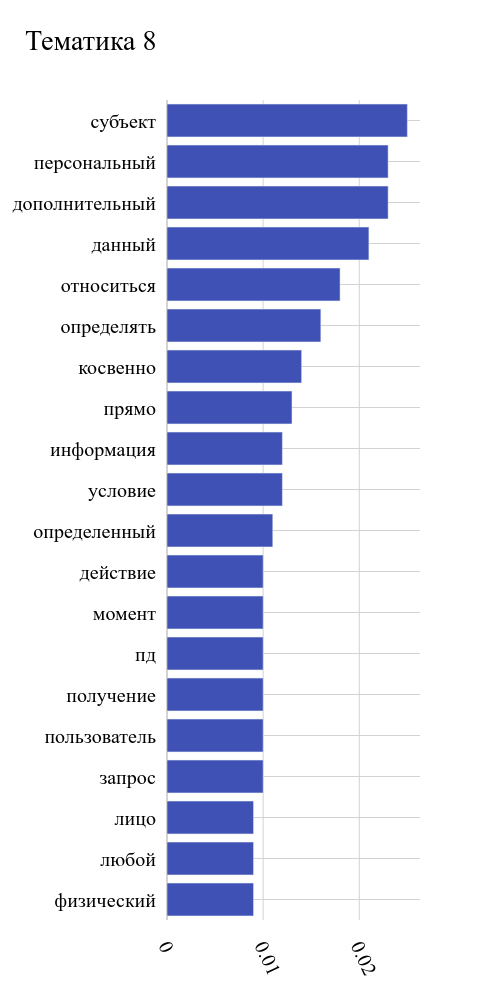 Тематика 8
субъект
персональный
дополнительный
данный
относиться
определять
косвенно
прямо
информация
условие
определенный
действие
момент
пд
получение
пользователь
запрос
лицо
любой
физический
0
0.01
0.02